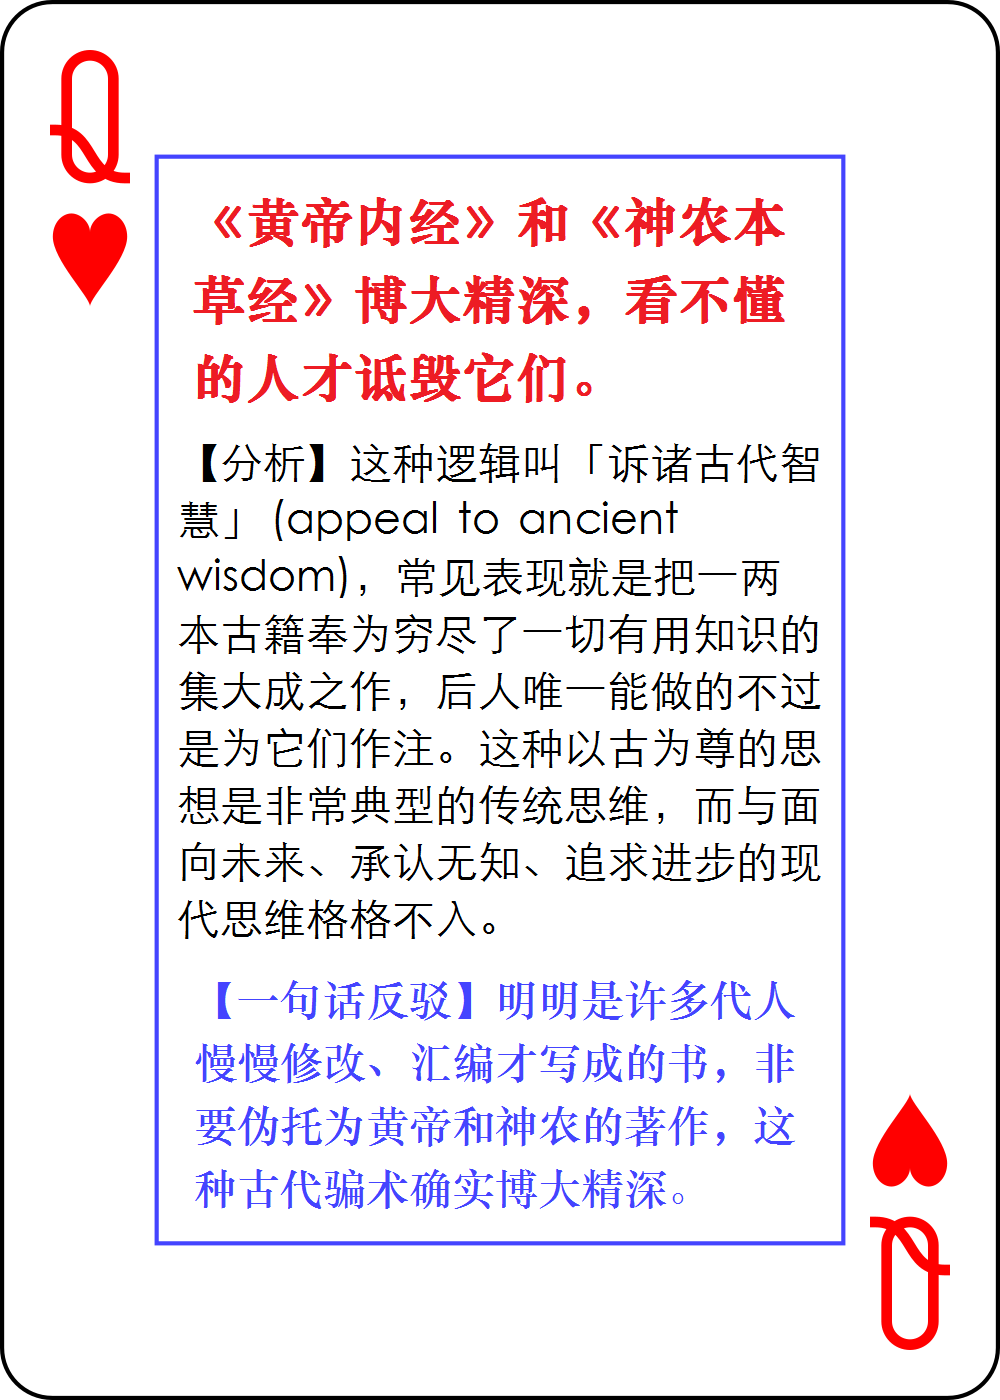 Q
《黄帝内经》和《神农本
草经》博大精深，看不懂
的人才诋毁它们。
【分析】这种逻辑叫「诉诸古代智
慧」(appeal to ancient
wisdom)，常见表现就是把一两
本古籍奉为穷尽了一切有用知识的
集大成之作，后人唯一能做的不过
是为它们作注。这种以古为尊的思
想是非常典型的传统思维，而与面
向未来、承认无知、追求进步的现
代思维格格不入。
【一句话反驳】明明是许多代人
慢慢修改、汇编才写成的书，非
要伪托为黄帝和神农的著作，这
种古代骗术确实博大精深。
Q